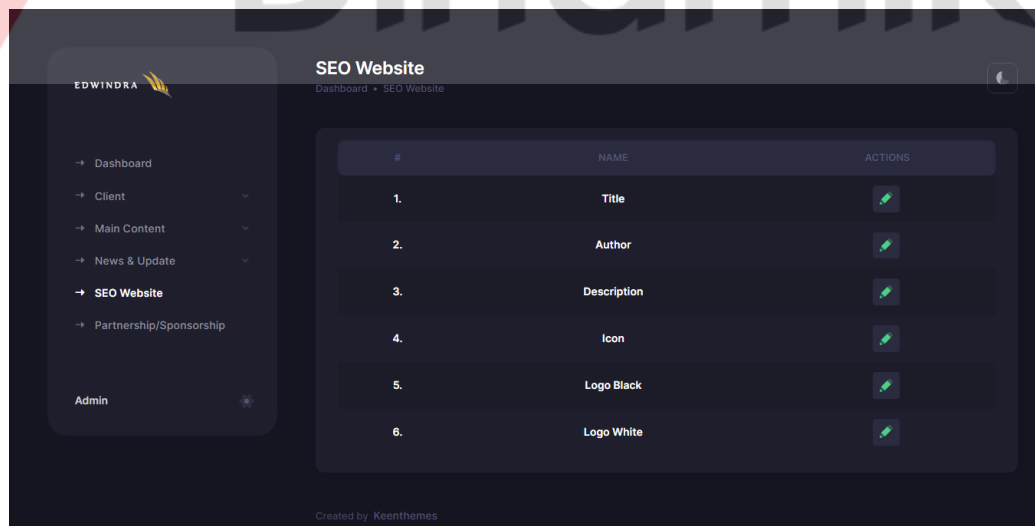 EDWINDRA
Dashboard
Client
Main Content
News & Update
SEO Website
Partnership/Sponsorship
Admin
SEO Website
Dashboard • SEO Website
# NAME ACTIONS
1. Title
2. Author
3. Description
4. Icon
5. Logo Black
6. Logo White
Created by Keenthemes